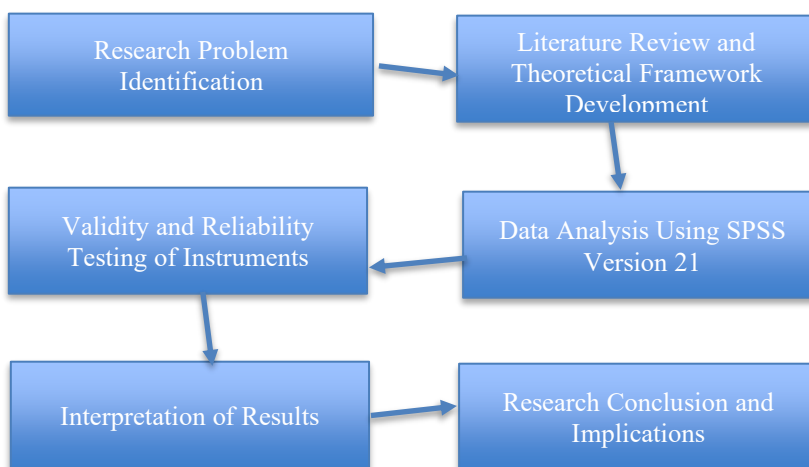 Research Problem
Identification
Literature Review and
Theoretical Framework
Development
Data Analysis Using SPSS
Version 21
Validity and Reliability
Testing of Instruments
Interpretation of Results
Research Conclusion and
Implications